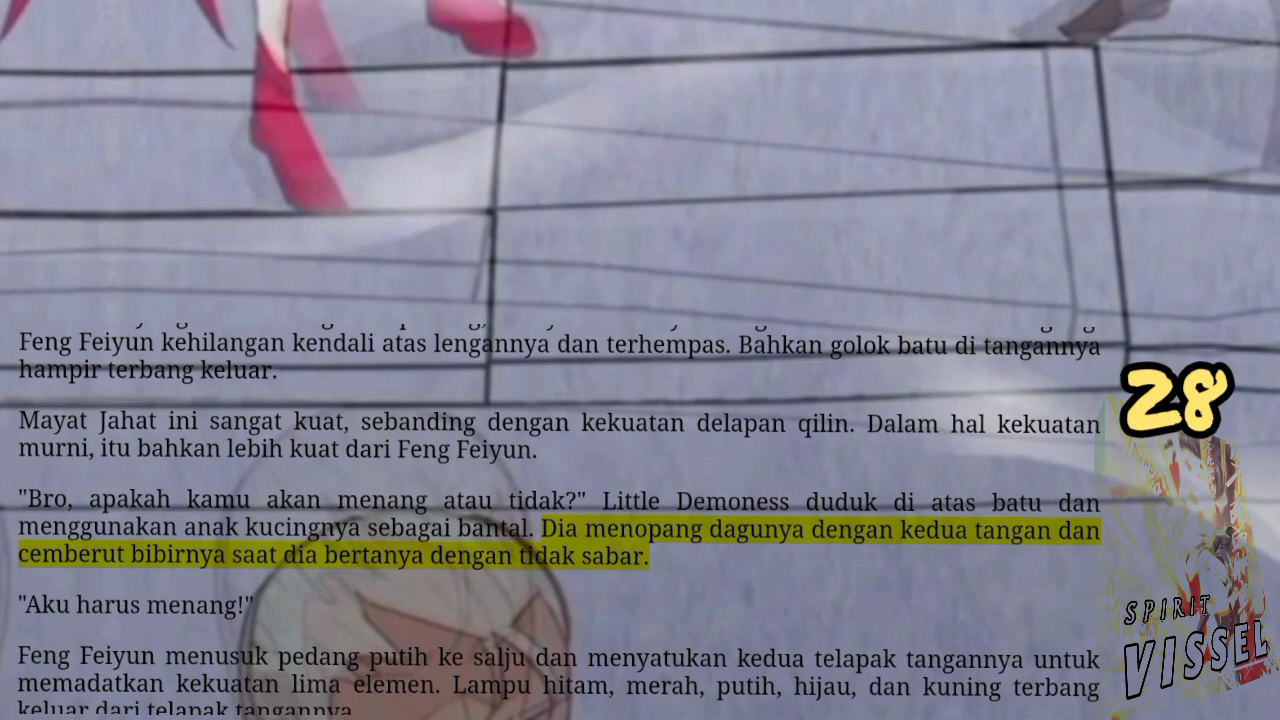 Feng Feiyun kehilangan kendali atas lengannya dan terhempas. Bahkan golok batu di tangannya
hampir terbang keluar.
Mayat Jahat ini sangat kuat, sebanding dengan kekuatan delapan qilin. Dalam hal kekuatan
murni, itu bahkan lebih kuat dari Feng Feiyun.
"Bro, apakah kamu akan menang atau tidak?" Little Demoness duduk di atas batu dan
menggunakan anak kucingnya sebagai bantal. Dia menopang dagunya dengan kedua tangan dan
cemberut bibirnya saat dia bertanya dengan tidak sabar.
"Aku harus menang!"
Feng Feiyun menusuk pedang putih ke salju dan menyatukan kedua telapak tangannya untuk
memadatkan kekuatan lima elemen. Lampu hitam, merah, putih, hijau, dan kuning terbang
keluar dari telapak tangannya.
28
SPIRIT
VISSEL